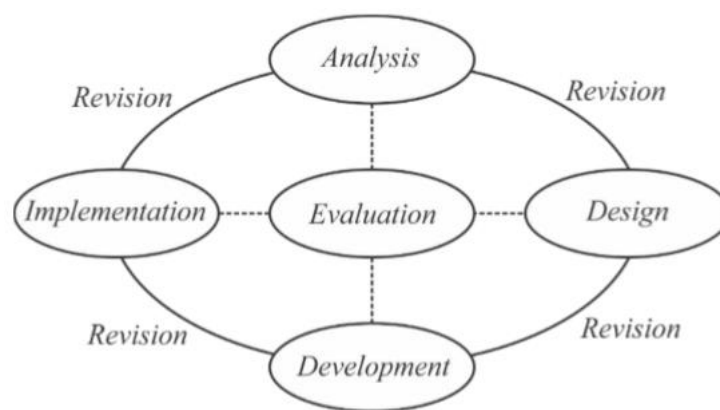 Analysis
Revision
Revision
Implementation
Evaluation
Design
Revision
Revision
Development